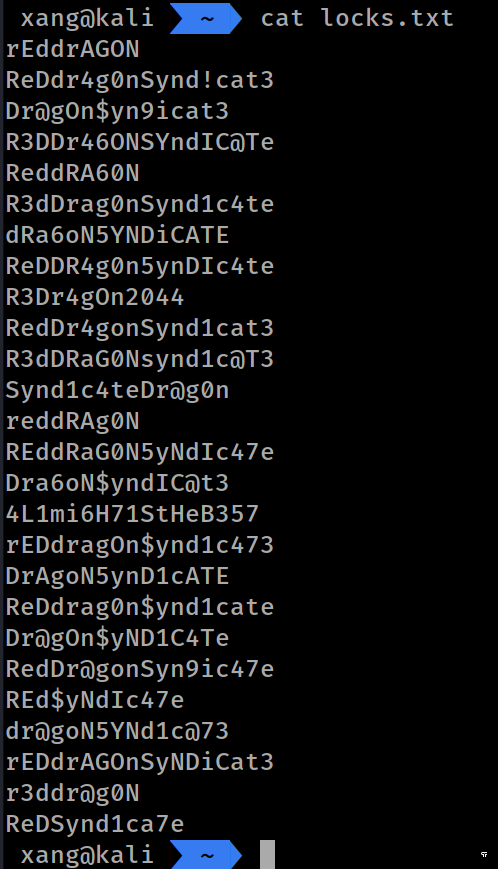 xang@kali ~ cat locks.txt
rEddrAGON
ReDdr4g0nSynd!cat3
Dr@gOn$yn9icat3
R3DDr46ONSYndIC@Te
ReddRA60N
R3dDrag0nSynd1c4te
dRa6oN5YNDiCATE
ReDDR4g0n5ynDIc4te
R3Dr4gOn2044
RedDr4gonSynd1cat3
R3dDRaG0Nsynd1c@T3
Synd1c4teDr@g0n
reddRAg0N
REddRaG0N5yNdIc47e
Dra6oN$yndIC@t3
4L1mi6H71StHeB357
rEDdragOn$ynd1c473
DrAgoN5ynD1cATE
ReDdrag0n$ynd1cate
Dr@gOn$yND1C4Te
RedDr@gonSyn9ic47e
REd$yNdIc47e
dr@goN5YNd1c@73
rEDdrAGOnSyNDiCat3
r3ddr@g0N
ReDSynd1ca7e
xang@kali ~